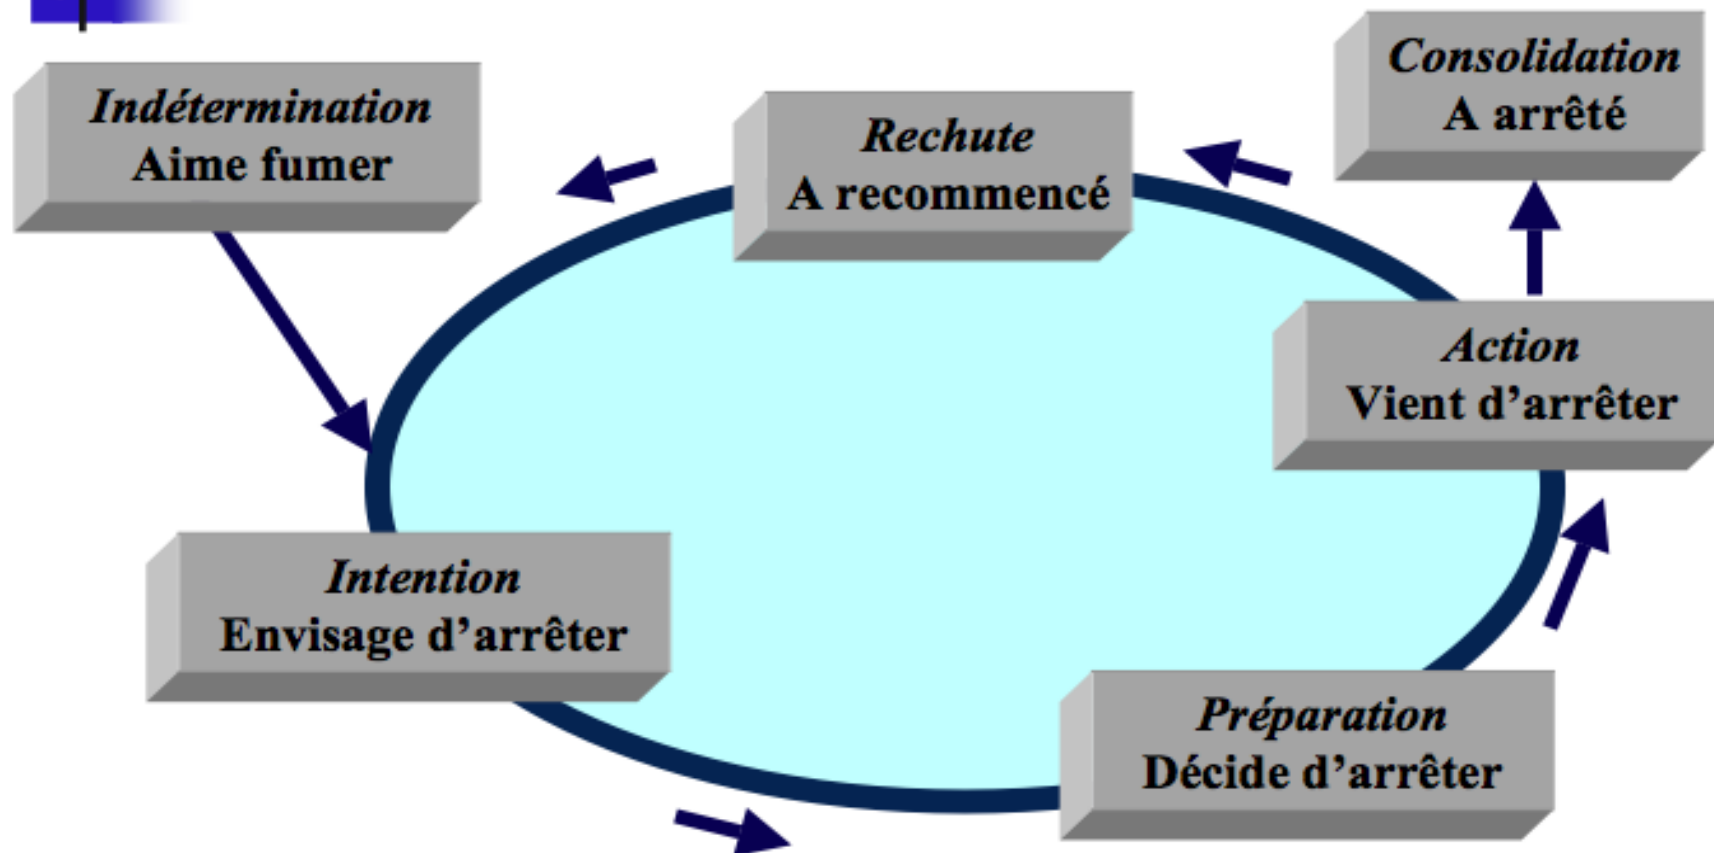 Indétermination
Aime fumer
Rechute
A recommencé
Consolidation
A arrêté
Action
Vient d’arrêter
Intention
Envisage d’arrêter
Préparation
Décide d’arrêter